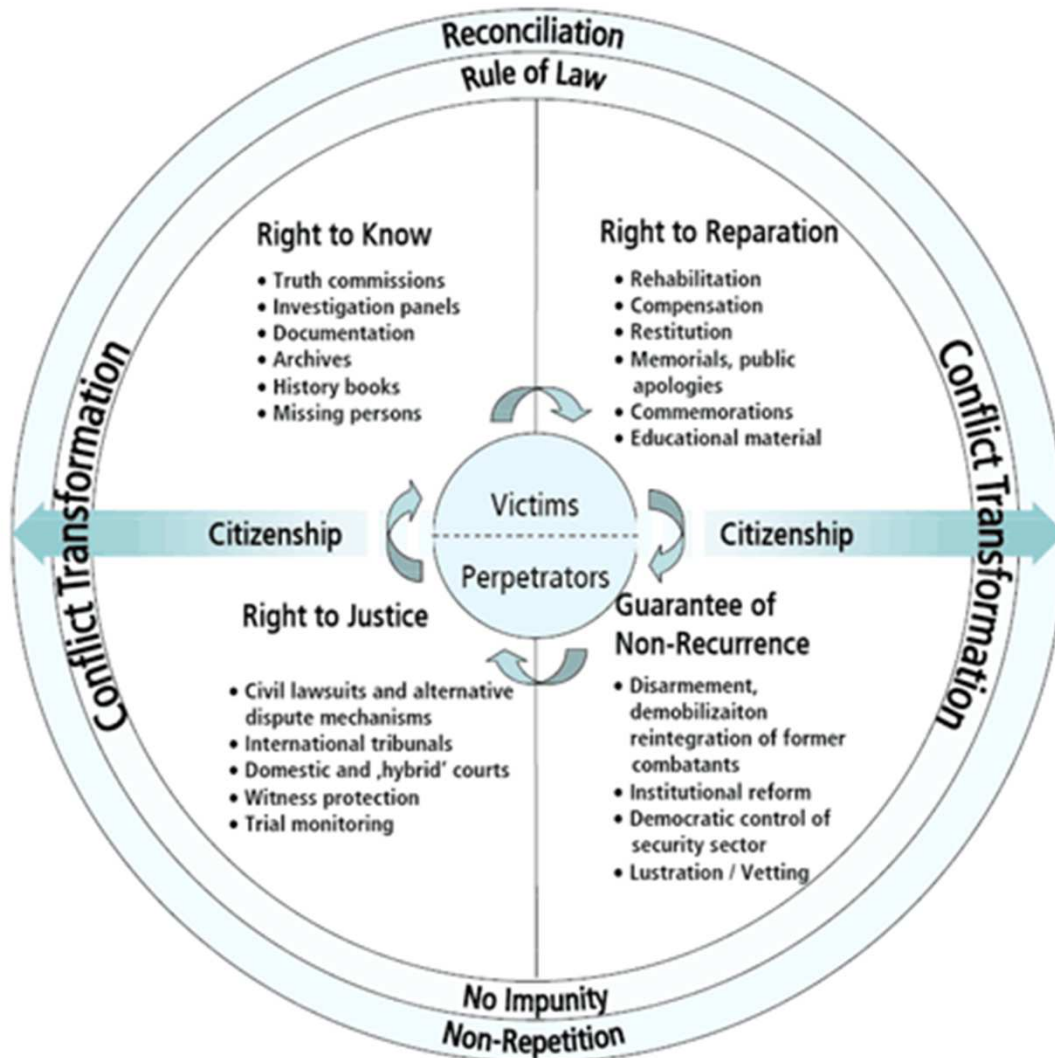 Reconciliation
Rule of Law
Right to Know
• Truth commissions
• Investigation panels
• Documentation
• Archives
• History books
• Missing persons
Right to Reparation
• Rehabilitation
• Compensation
• Restitution
• Memorials, public
apologies
• Commemorations
• Educational material
Conflict Transformation
Conflict Transformation
Citizenship
Victims
Perpetrators
Citizenship
Right to Justice
• Civil lawsuits and alternative
dispute mechanisms
• International tribunals
• Domestic and ‚hybrid‘ courts
• Witness protection
• Trial monitoring
Guarantee of
Non-Recurrence
• Disarmement,
demobilizaiton
reintegration of former
combatants
• Institutional reform
• Democratic control of
security sector
• Lustration / Vetting
No Impunity
Non-Repetition